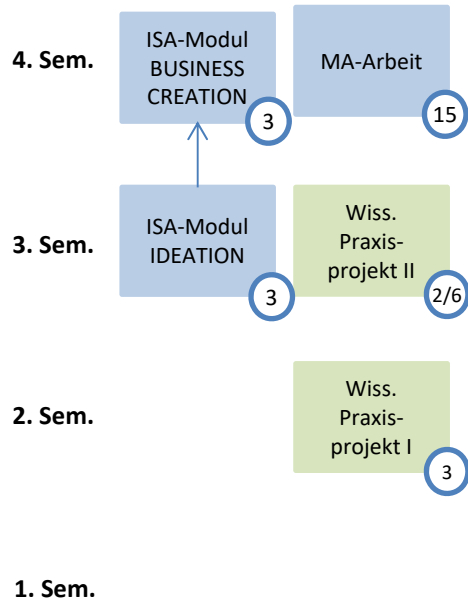 4. Sem.
ISA-Modul
BUSINESS
CREATION
3
MA-Arbeit
15
3. Sem.
ISA-Modul
IDEATION
3
Wiss.
Praxis-
projekt II
2/6
2. Sem.
Wiss.
Praxis-
projekt I
3
1. Sem.